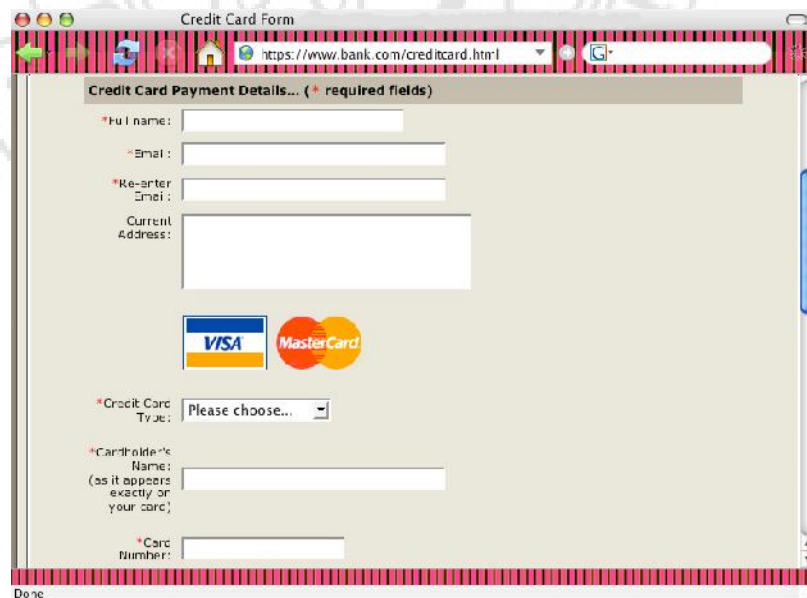 Credit Card Form
https://www.bank.com/creditcard.html
G
Credit Card Payment Details... (* required fields)
*Full name:
*Email:
*Re-enter
Email:
Current
Address:
VISA
MasterCard
*Credit Card
Type:
Please choose...
*Cardholder's
Name:
(as it appears
exactly on
your card)
*Card
Number:
Done